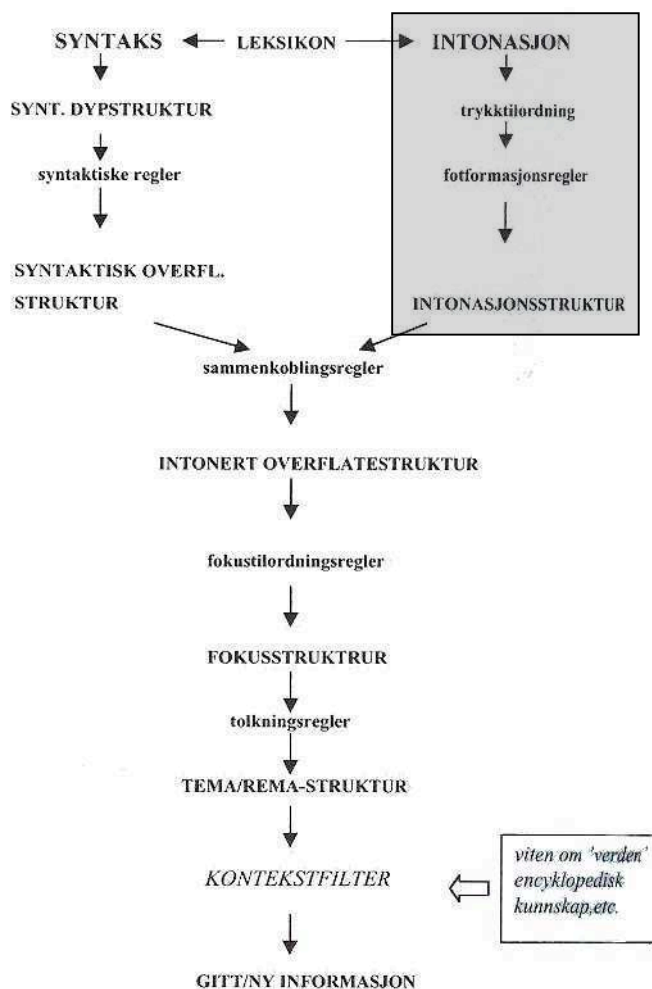 SYNTAKS LEKSIKON INTONASJON
SYNT. DYPSTRUKTUR trykktilordning
syntaktiske regler fotformasjonsregler
SYNTAKTISK OVERFL.
STRUKTUR INTONASJONSSTRUKTUR
sammenkoblingsregler
INTONERT OVERFLATESTRUKTUR
fokustilordningsregler
FOKUSSTRUKTRUR
tolkningsregler
TEMA/REMA-STRUKTUR
KONTEKSTFILTER
viten om 'verden'
encyklopedisk
kunnskap,etc.
GITT/NY INFORMASJON